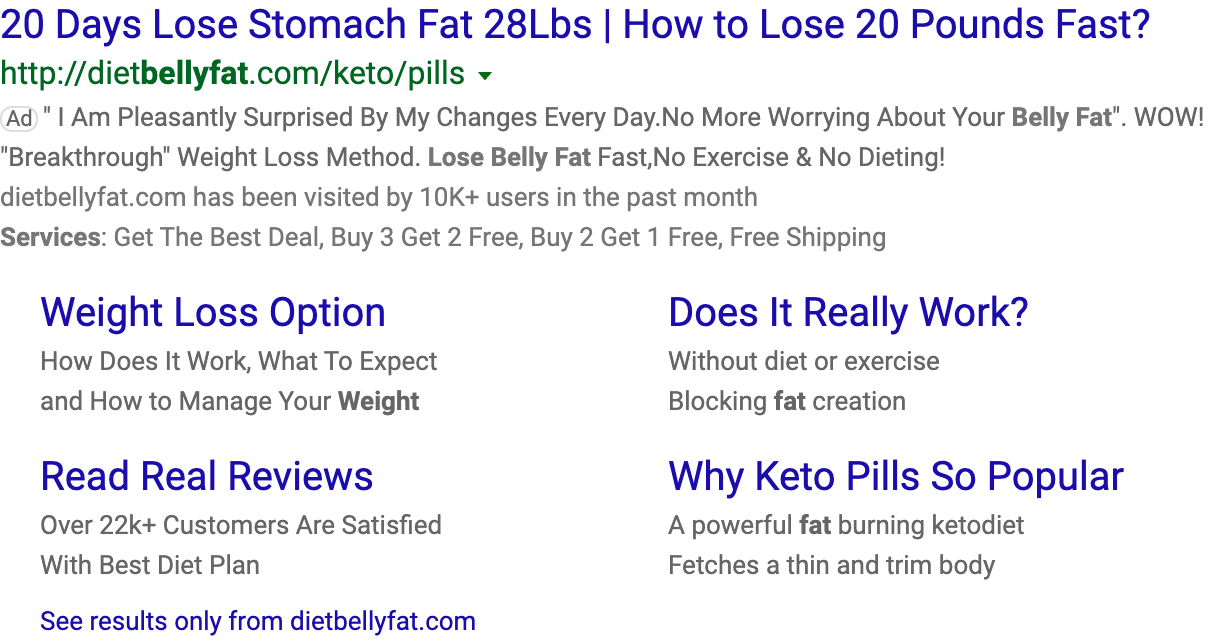 20 Days Lose Stomach Fat 28Lbs | How to Lose 20 Pounds Fast?
http://dietbellyfat.com/keto/pills
Ad " I Am Pleasantly Surprised By My Changes Every Day.No More Worrying About Your Belly Fat". WOW!
"Breakthrough" Weight Loss Method. Lose Belly Fat Fast,No Exercise & No Dieting!
dietbellyfat.com has been visited by 10K+ users in the past month
Services: Get The Best Deal, Buy 3 Get 2 Free, Buy 2 Get 1 Free, Free Shipping
Weight Loss Option
How Does It Work, What To Expect
and How to Manage Your Weight
Does It Really Work?
Without diet or exercise
Blocking fat creation
Read Real Reviews
Over 22k+ Customers Are Satisfied
With Best Diet Plan
Why Keto Pills So Popular
A powerful fat burning ketodiet
Fetches a thin and trim body
See results only from dietbellyfat.com